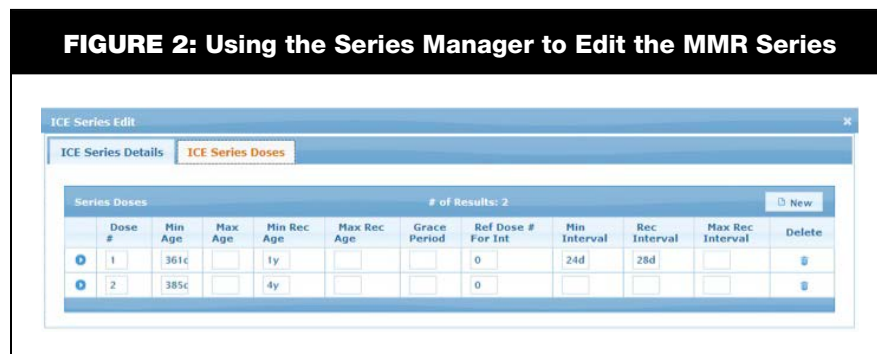 FIGURE 2: Using the Series Manager to Edit the MMR Series
ICE Series Edit x
ICE Series Details ICE Series Doses
Series Doses # of Results: 2 New
Dose # Min Age Max Age Min Rec Age Max Rec Age Grace Period Ref Dose # For Int Min Interval Rec Interval Max Rec Interval Delete
1 361d 1y 0 24d 28d
2 385d 4y 0